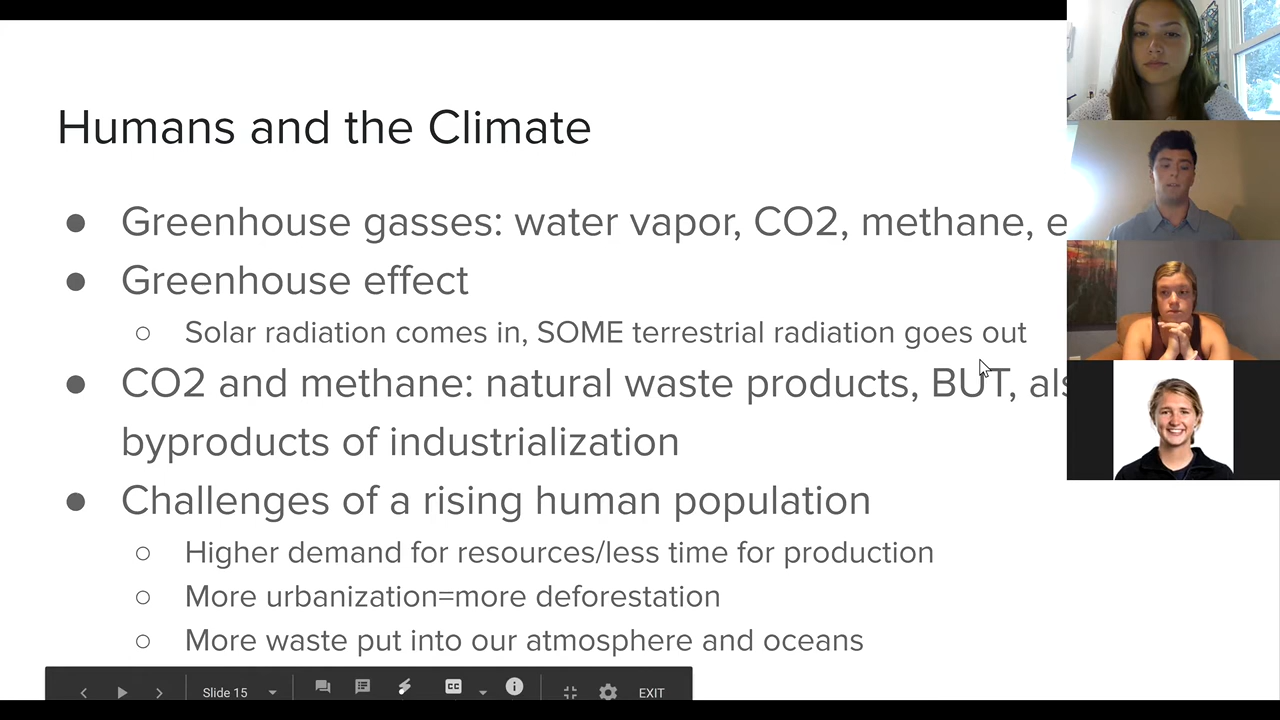 Humans and the Climate
● Greenhouse gasses: water vapor, CO2, methane, e
● Greenhouse effect
○ Solar radiation comes in, SOME terrestrial radiation goes out
● CO2 and methane: natural waste products, BUT, als
byproducts of industrialization
● Challenges of a rising human population
○ Higher demand for resources/less time for production
○ More urbanization=more deforestation
○ More waste put into our atmosphere and oceans
Slide 15 CC EXIT